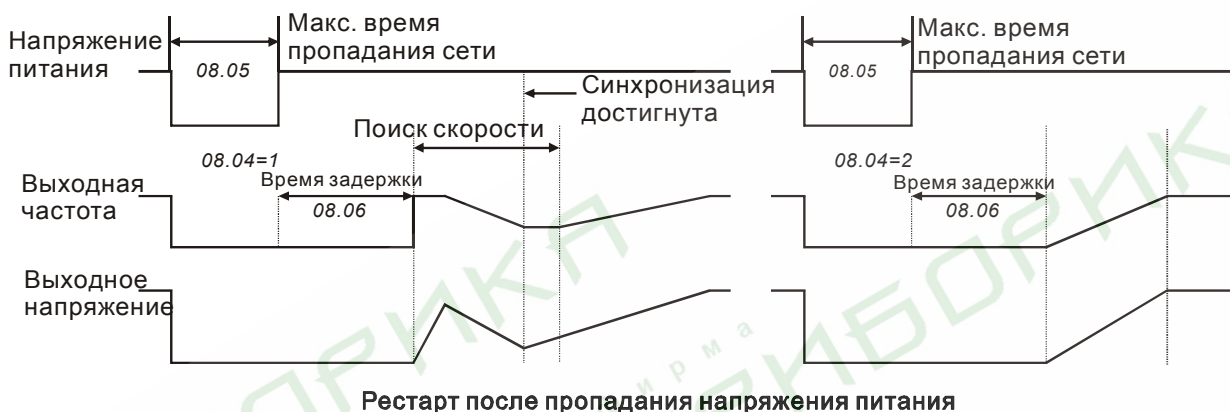 Напряжение
питания
08.05
Макс. время
пропадания сети
Синхронизация
достигнута
Поиск скорости
08.04=1
Время задержки
08.06
Выходная
частота
Выходное
напряжение
08.05
Макс. время
пропадания сети
08.04=2
Время задержки
08.06
Рестарт после пропадания напряжения питания